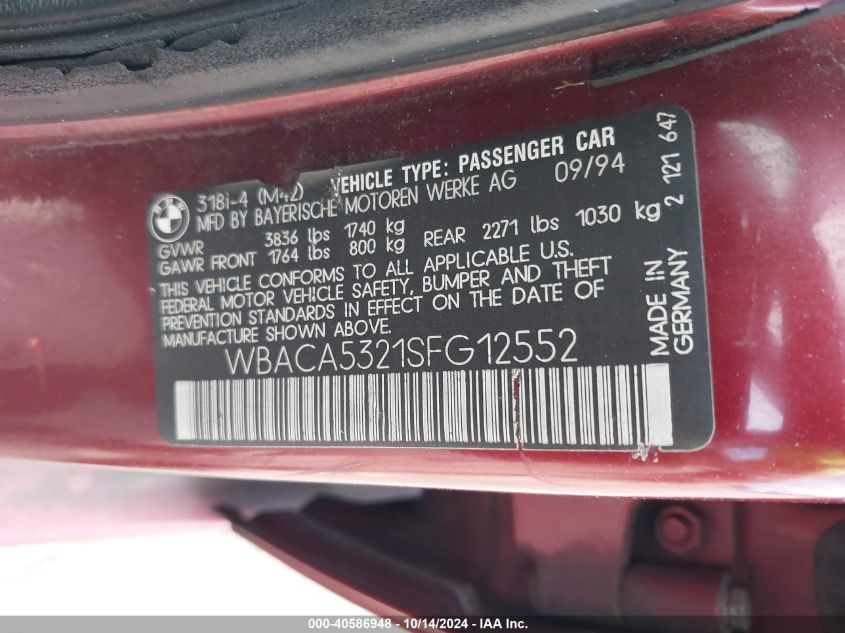 BMW
318i-4 (M42) VEHICLE TYPE: PASSENGER CAR
MFD BY BAYERISCHE MOTOREN WERKE AG 09/94
GVWR 3836 lbs 1740 kg
GAWR FRONT 1764 lbs 800 kg REAR 2271 lbs 1030 kg
THIS VEHICLE CONFORMS TO ALL APPLICABLE U.S.
FEDERAL MOTOR VEHICLE SAFETY, BUMPER AND THEFT
PREVENTION STANDARDS IN EFFECT ON THE DATE OF
MANUFACTURE SHOWN ABOVE.
WBACA5321SFG12552
2 121 647
MADE IN
GERMANY
000-40586948 - 10/14/2024 - IAA Inc.